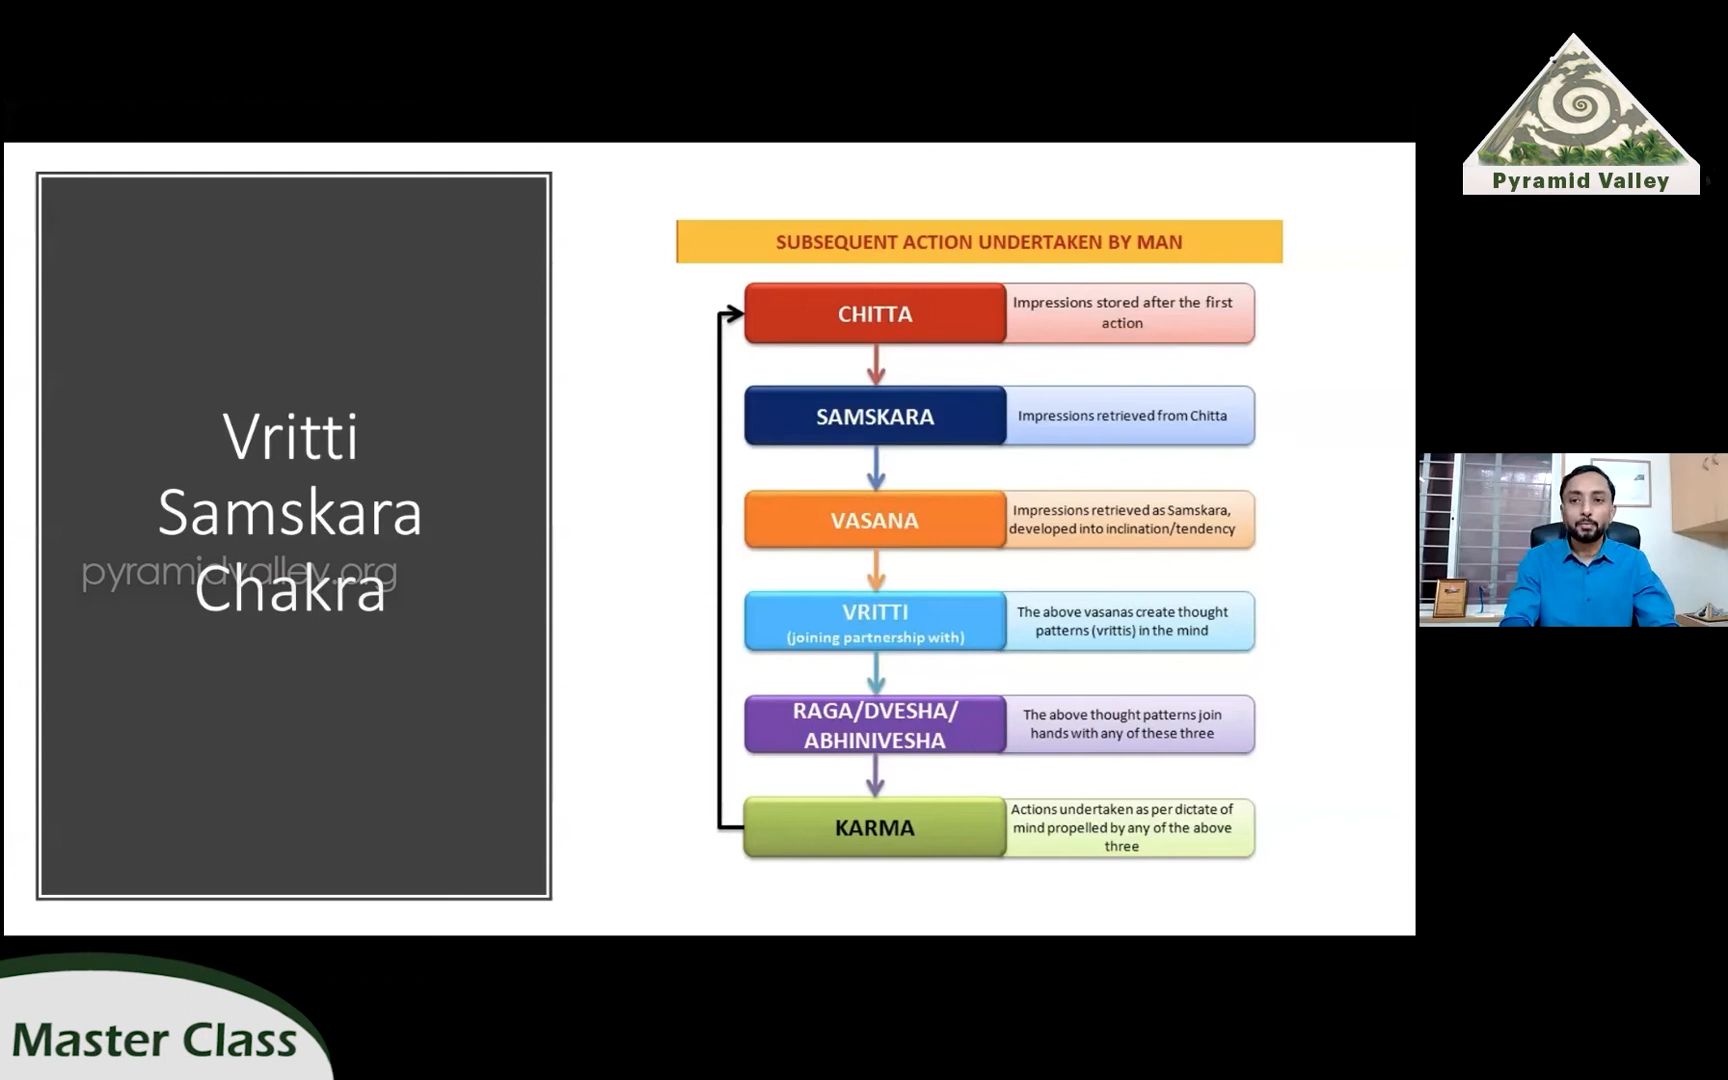 Pyramid Valley
Vritti
Samskara
Chakra
pyramidvalley.org
SUBSEQUENT ACTION UNDERTAKEN BY MAN
CHITTA
Impressions stored after the first
action
SAMSKARA
Impressions retrieved from Chitta
VASANA
Impressions retrieved as Samskara,
developed into inclination/tendency
VRITTI
(joining partnership with)
The above vasanas create thought
patterns (vrittis) in the mind
RAGA/DVESHA/
ABHINIVESHA
The above thought patterns join
hands with any of these three
KARMA
Actions undertaken as per dictate of
mind propelled by any of the above
three
Master Class